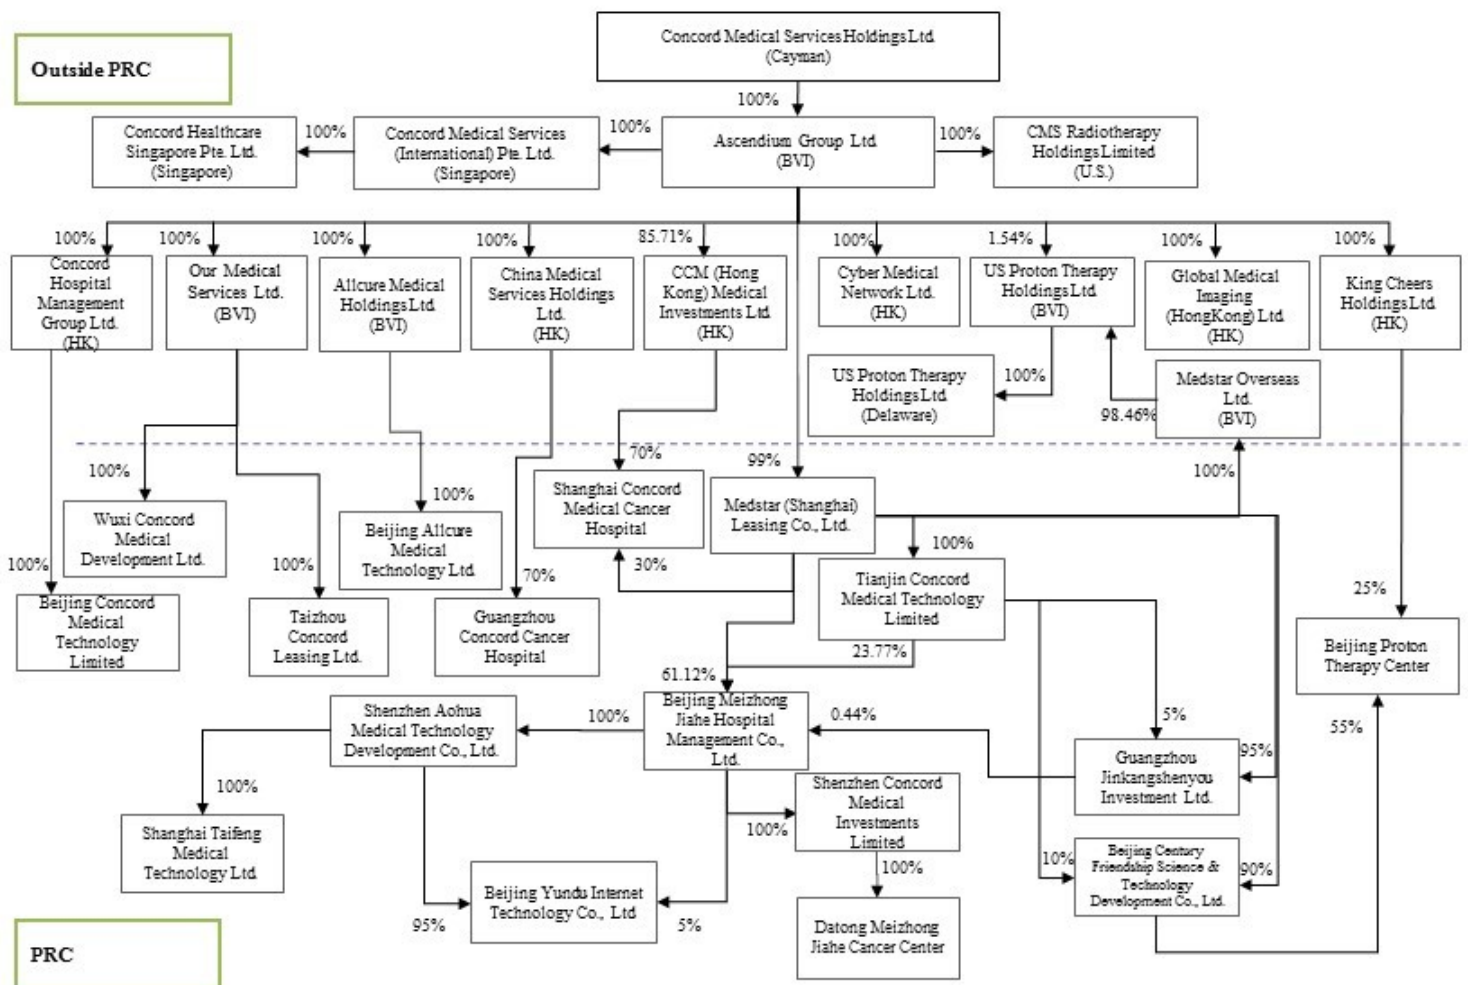 Concord Medical Services Holdings Ltd
(Cayman)
Outside PRC
100%
Concord Healthcare
Singapore Pte. Ltd.
(Singapore)
100%
Concord Medical Services
(International) Pte. Ltd.
(Singapore)
100%
Ascendium Group Ltd
(BVI)
100%
CMS Radiotherapy
Holdings Limited
(U.S.)
100%
100%
100%
100%
85.71%
100%
1.54%
100%
100%
Concord
Hospital
Management
Group Ltd.
(HK)
Our Medical
Services Ltd.
(BVI)
Allcure Medical
Holdings Ltd
(BVI)
China Medical
Services Holdings
Ltd.
(HK)
CCM (Hong
Kong) Medical
Investments Ltd
(HK)
Cyber Medical
Network Ltd.
(HK)
US Proton Therapy
Holdings Ltd.
(BVI)
Global Medical
Imaging
(HongKong) Ltd
(HK)
King Cheers
Holdings Ltd
(HK)
US Proton Therapy
Holdings Ltd
(Delaware)
100%
98.46%
Medstar Overseas
Ltd.
(BVI)
100%
70%
99%
100%
Wuxi Concord
Medical
Development Ltd.
100%
Beijing Allcure
Medical
Technology Ltd
Shanghai Concord
Medical Cancer
Hospital
Medstar (Shanghai)
Leasing Co., Ltd.
100%
100%
100%
70%
30%
Beijing Concord
Medical
Technology
Limited
Taizhou
Concord
Leasing Ltd.
Guangzhou
Concord Cancer
Hospital
Tianjin Concord
Medical Technology
Limited
25%
Beijing Proton
Therapy Center
23.77%
61.12%
Shenzhen Aohua
Medical Technology
Development Co., Ltd.
100%
Beijing Meizhong
Jiahe Hospital
Management Co.,
Ltd.
0.44%
5%
55%
95%
Guangzhou
Jinkangshenyou
Investment Ltd.
100%
Shanghai Taifeng
Medical
Technology Ltd
100%
Shenzhen Concord
Medical
Investments
Limited
10%
Beijing Century
Friendship Science &
Technology
Development Co., Ltd.
90%
100%
95%
Beijing Yundu Internet
Technology Co., Ltd
5%
Datong Meizhong
Jiahe Cancer Center
PRC